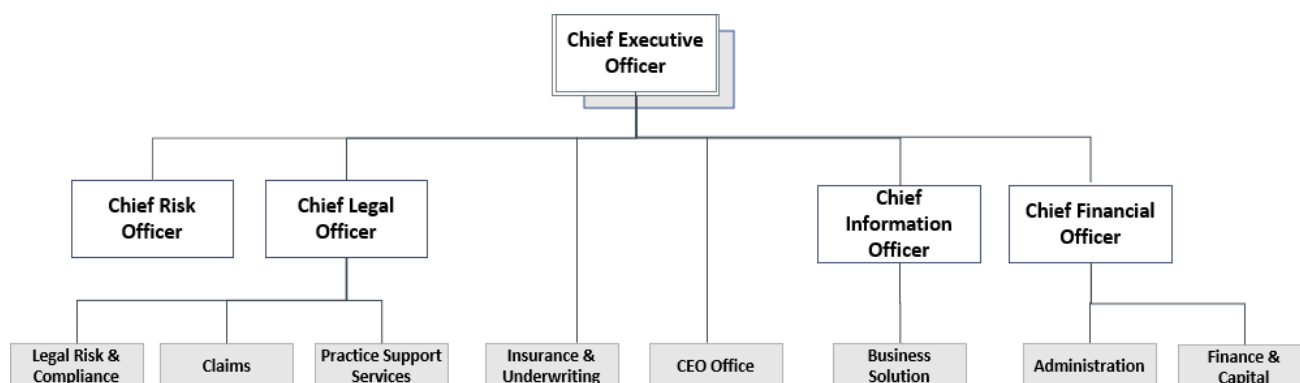 Chief Executive
Officer
Chief Risk
Officer
Chief Legal
Officer
Chief
Information
Officer
Chief Financial
Officer
Legal Risk &
Compliance
Claims
Practice Support
Services
Insurance &
Underwriting
CEO Office
Business
Solution
Administration
Finance &
Capital